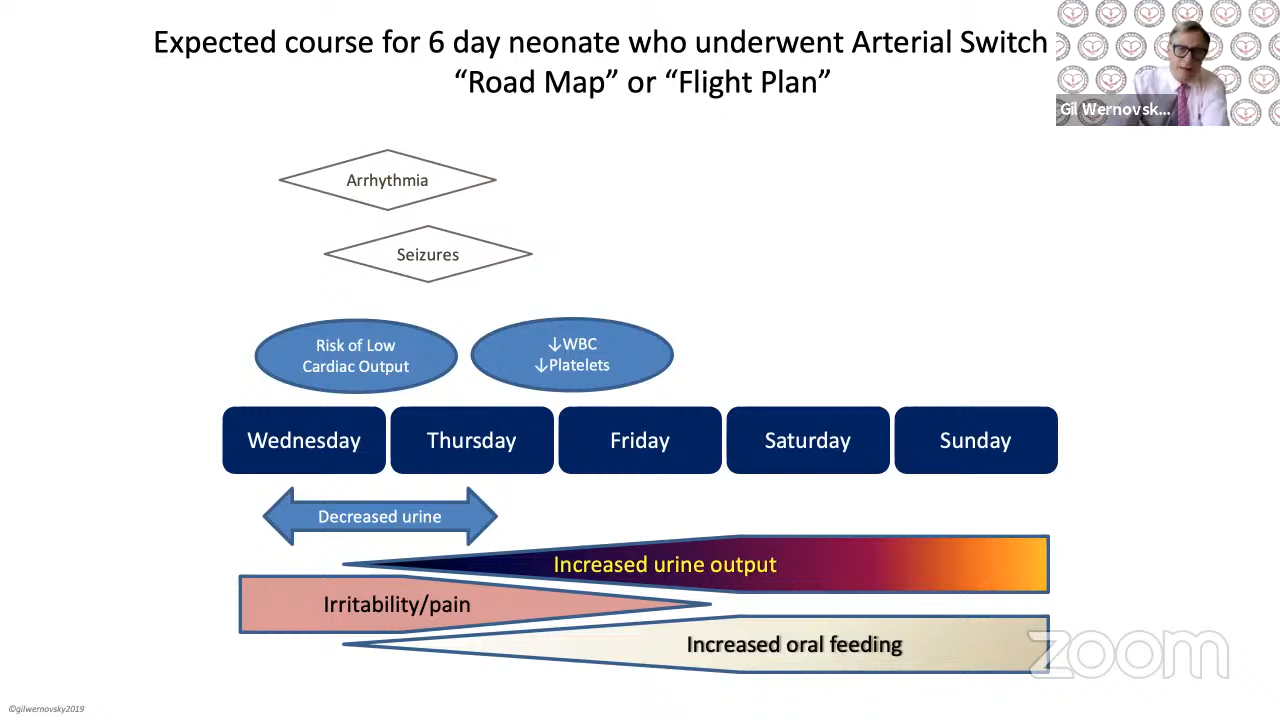 Expected course for 6 day neonate who underwent Arterial Switch
“Road Map” or “Flight Plan”
Gil Wernovsk...
Arrhythmia
Seizures
Risk of Low
Cardiac Output
↓WBC
↓Platelets
Wednesday
Thursday
Friday
Saturday
Sunday
Decreased urine
Increased urine output
Irritability/pain
Increased oral feeding
zoom
©gilwernovsky2019